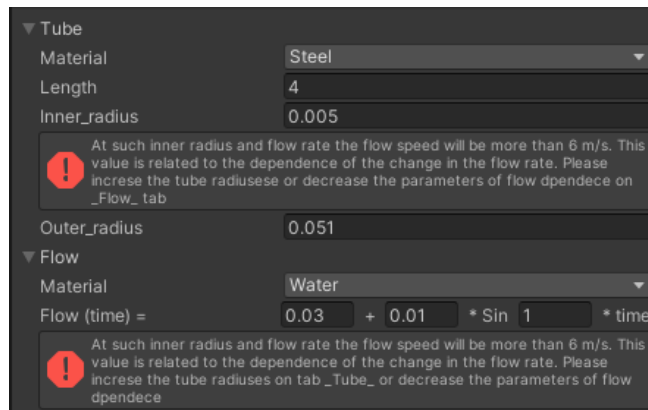 Tube
Material Steel
Length 4
Inner_radius 0.005
At such inner radius and flow rate the flow speed will be more than 6 m/s. This
value is related to the dependence of the change in the flow rate. Please
increse the tube radiusese or decrease the parameters of flow dpendece on
_Flow_ tab
Outer_radius 0.051
Flow
Material Water
Flow (time) = 0.03 + 0.01 * Sin 1 * time
At such inner radius and flow rate the flow speed will be more than 6 m/s. This
value is related to the dependence of the change in the flow rate. Please
increse the tube radiuses on tab _Tube_ or decrease the parameters of flow
dpendece